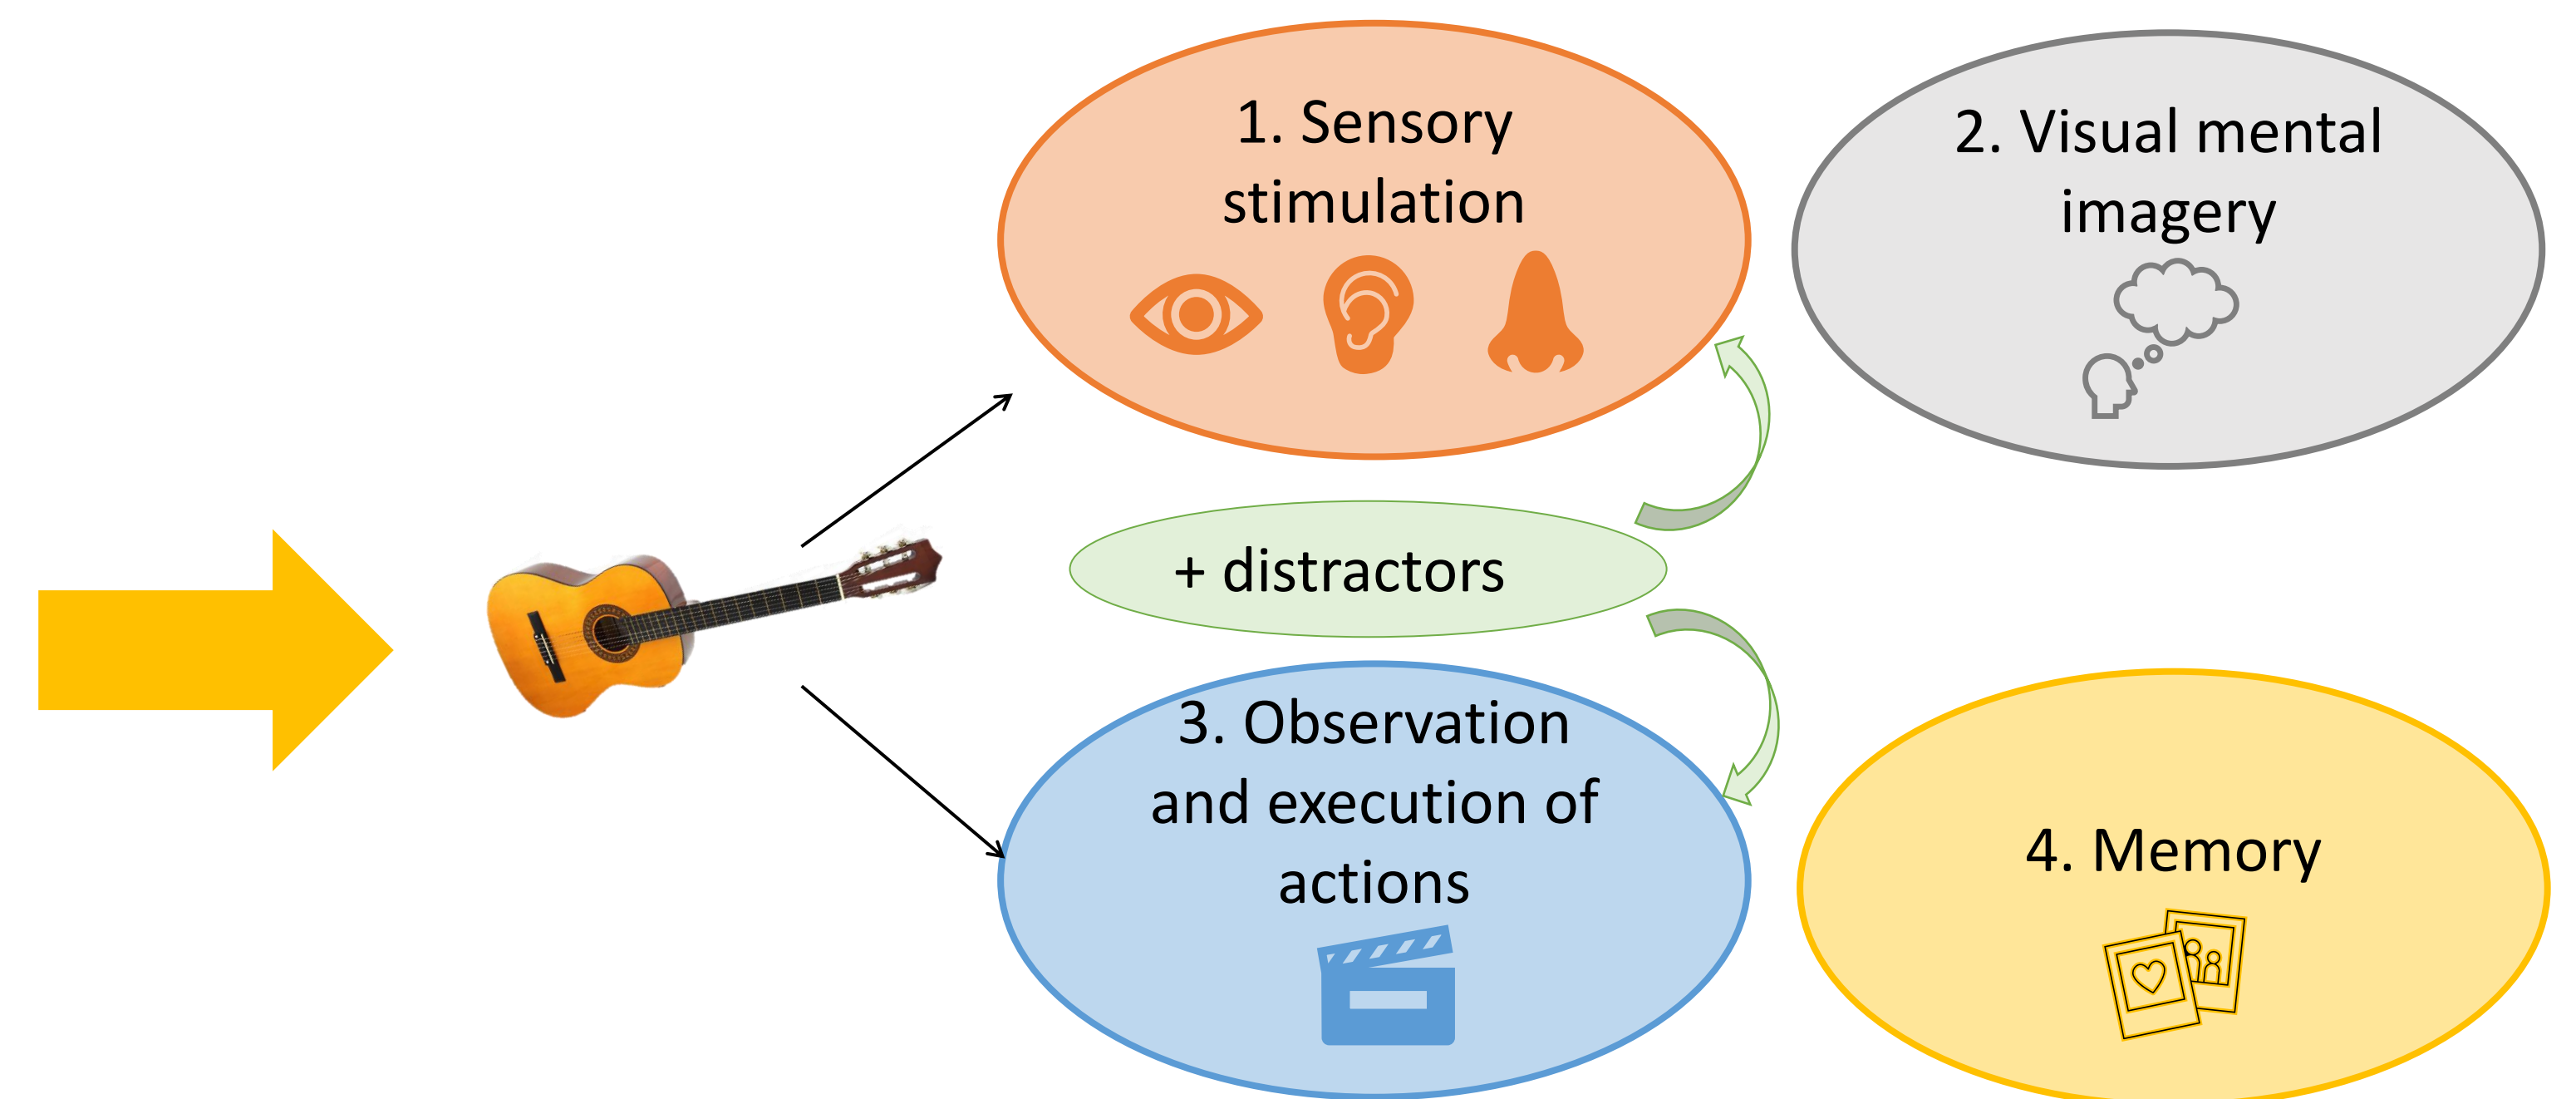 1. Sensory
stimulation
2. Visual mental
imagery
+ distractors
3. Observation
and execution of
actions
4. Memory